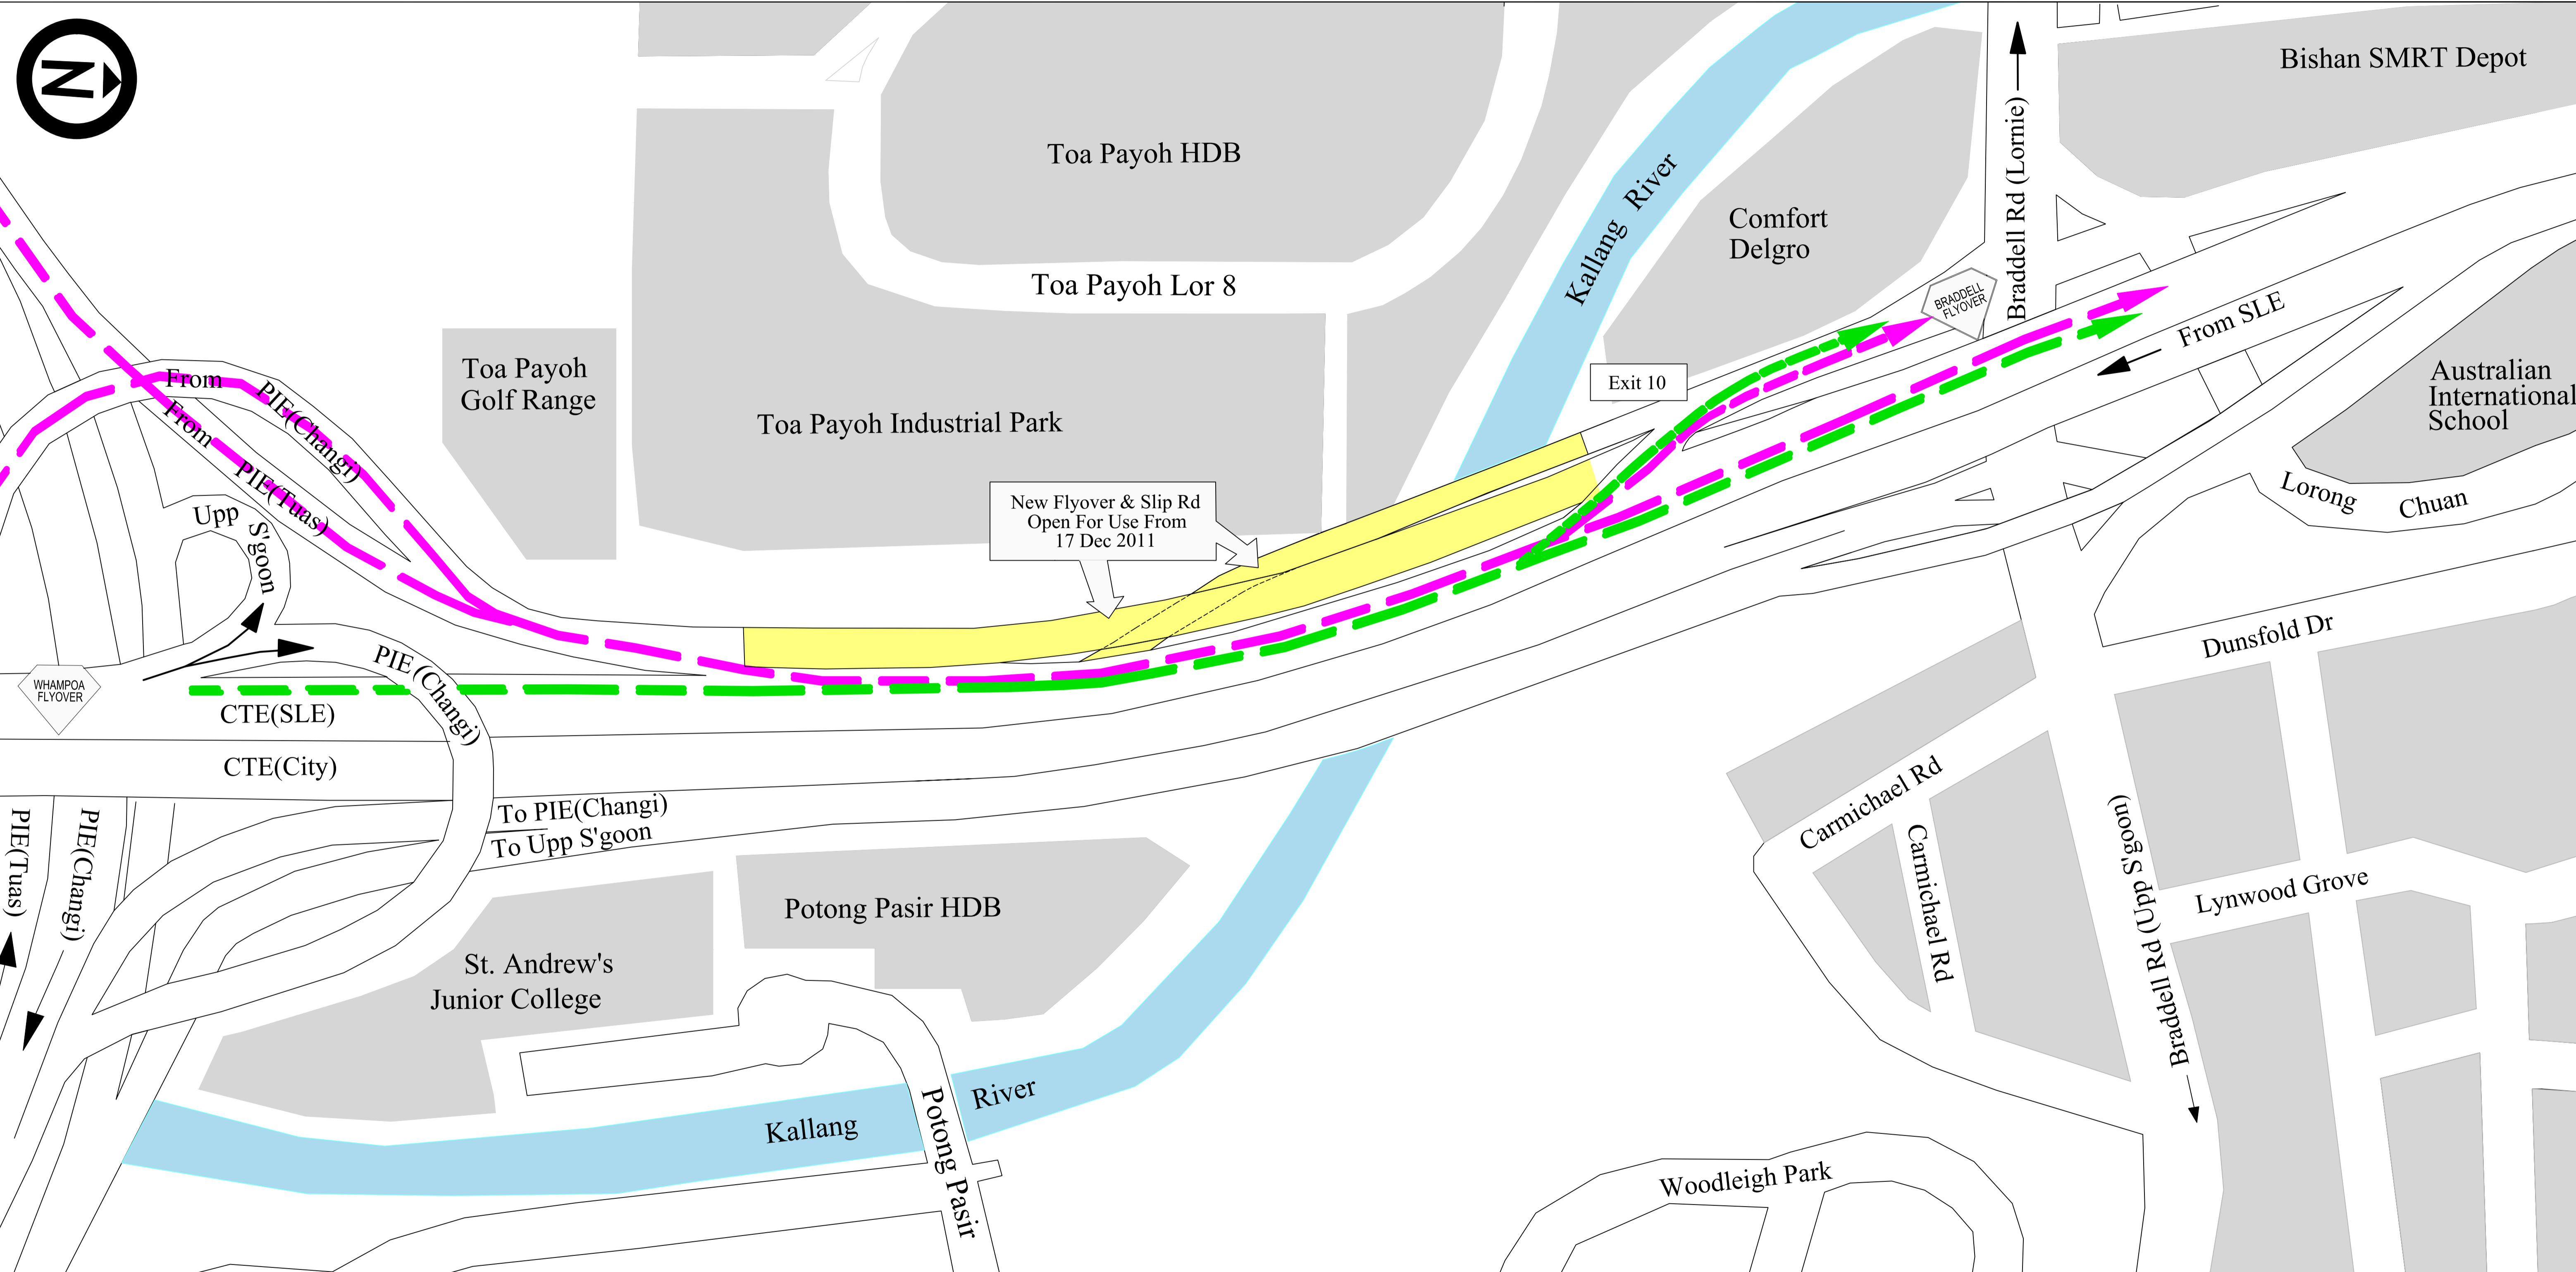 N
Bishan SMRT Depot
Toa Payoh HDB
Kallang River
Comfort
Delgro
Braddell Rd (Lornie)
Toa Payoh Lor 8
BRADDELL
FLYOVER
From SLE
Toa Payoh
Golf Range
Toa Payoh Industrial Park
Exit 10
Australian
International
School
From PIE(Changi)
From PIE(Tuas)
New Flyover & Slip Rd
Open For Use From
17 Dec 2011
Upp S'goon
Lorong Chuan
Dunsfold Dr
PIE(Changi)
WHAMPOA
FLYOVER
CTE(SLE)
CTE(City)
To PIE(Changi)
To Upp S'goon
PIE(Tuas)
PIE(Changi)
Carmichael Rd
Carmichael Rd
Braddell Rd (Upp S'goon)
Lynwood Grove
Potong Pasir HDB
St. Andrew's
Junior College
Kallang River
Potong Pasir
Woodleigh Park